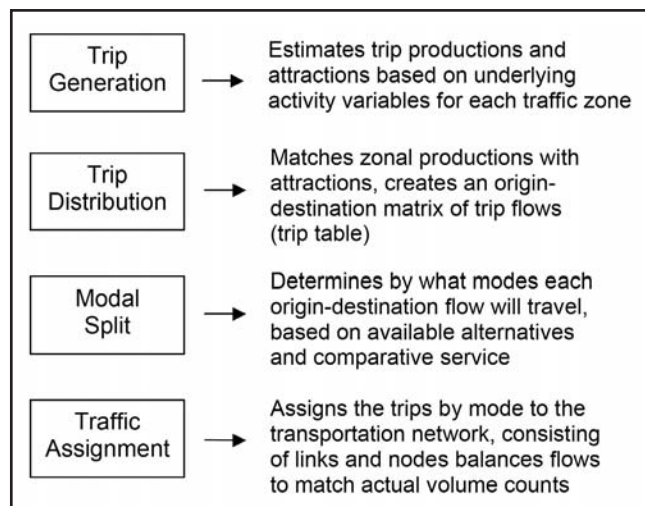 Trip
Generation
Estimates trip productions and
attractions based on underlying
activity variables for each traffic zone
Trip
Distribution
Matches zonal productions with
attractions, creates an origin-
destination matrix of trip flows
(trip table)
Modal
Split
Determines by what modes each
origin-destination flow will travel,
based on available alternatives
and comparative service
Traffic
Assignment
Assigns the trips by mode to the
transportation network, consisting
of links and nodes balances flows
to match actual volume counts